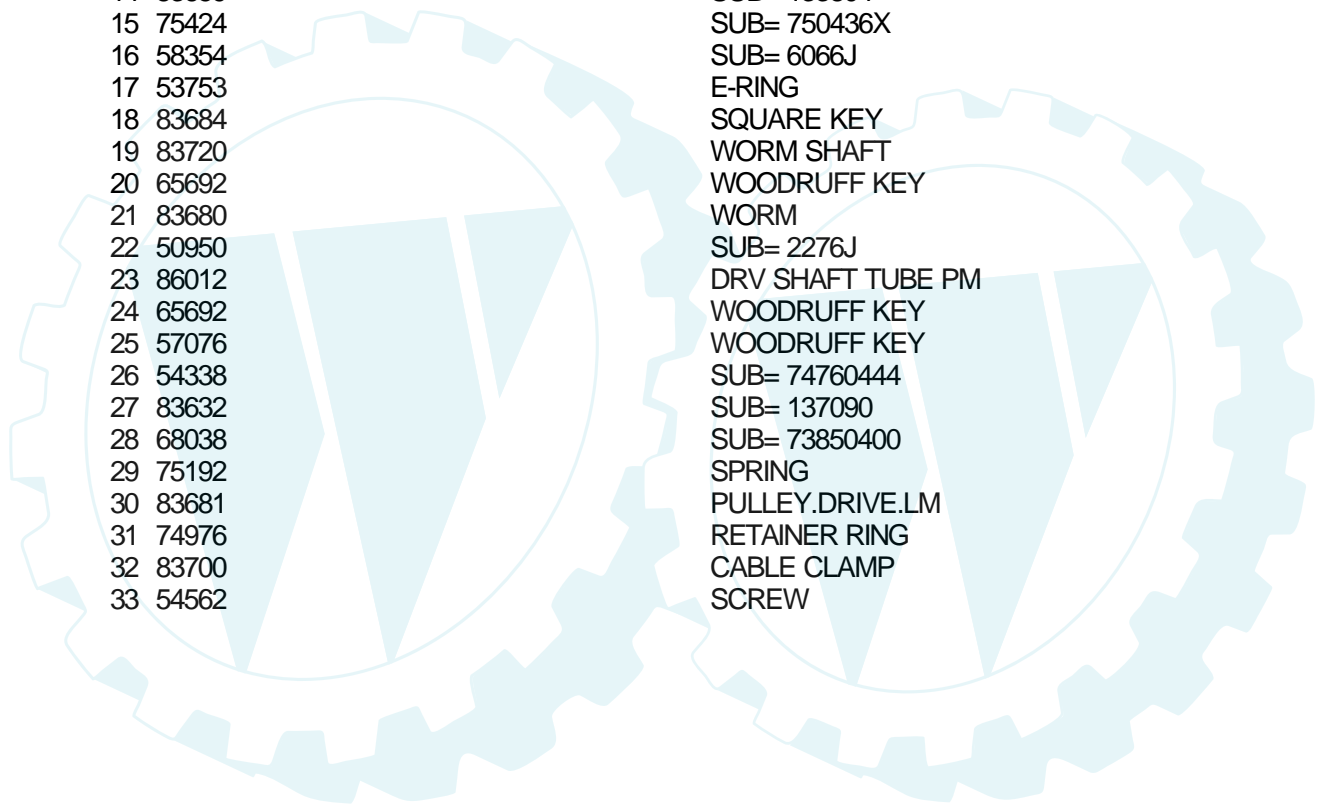 15 75424 SUB= 750436X
16 58354 SUB= 6066J
17 53753 E-RING
18 83684 SQUARE KEY
19 83720 WORM SHAFT
20 65692 WOODRUFF KEY
21 83680 WORM
22 50950 SUB= 2276J
23 86012 DRV SHAFT TUBE PM
24 65692 WOODRUFF KEY
25 57076 WOODRUFF KEY
26 54338 SUB= 74760444
27 83632 SUB= 137090
28 68038 SUB= 73850400
29 75192 SPRING
30 83681 PULLEY.DRIVE.LM
31 74976 RETAINER RING
32 83700 CABLE CLAMP
33 54562 SCREW